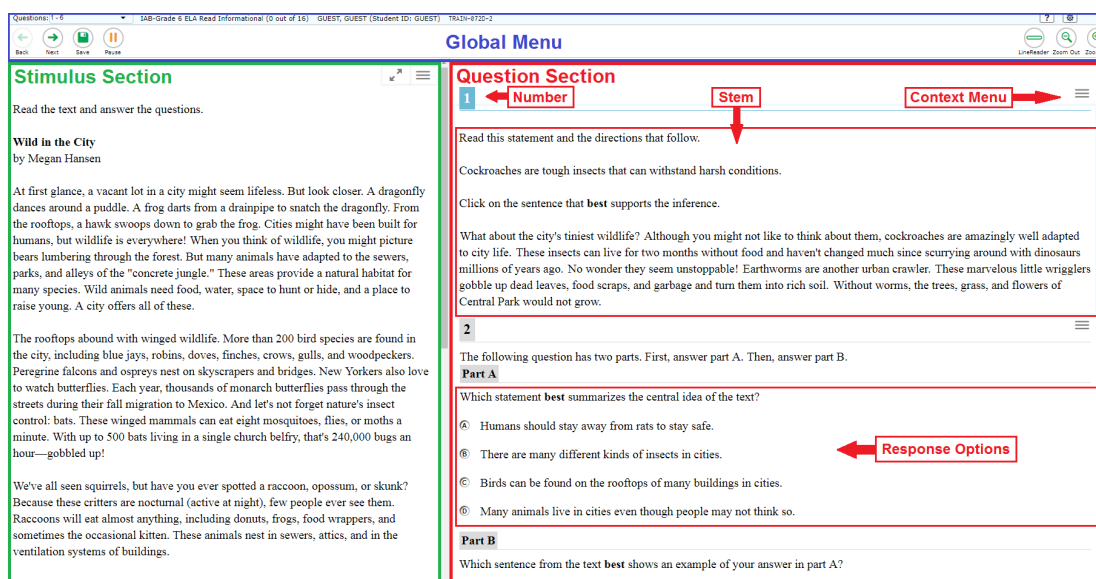 Questions: 1 - 6
IAB-Grade 6 ELA Read Informational (0 out of 16) GUEST, GUEST (Student ID: GUEST) TRAIN-072D-2
?
Back Next Save Pause
Global Menu
LineReader Zoom Out
Stimulus Section
Read the text and answer the questions.
Wild in the City
by Megan Hansen
At first glance, a vacant lot in a city might seem lifeless. But look closer. A dragonfly
dances around a puddle. A frog darts from a drainpipe to snatch the dragonfly. From
the rooftops, a hawk swoops down to grab the frog. Cities might have been built for
humans, but wildlife is everywhere! When you think of wildlife, you might picture
bears lumbering through the forest. But many animals have adapted to the sewers,
parks, and alleys of the "concrete jungle." These areas provide a natural habitat for
many species. Wild animals need food, water, space to hunt or hide, and a place to
raise young. A city offers all of these.
The rooftops abound with winged wildlife. More than 200 bird species are found in
the city, including blue jays, robins, doves, finches, crows, gulls, and woodpeckers.
Peregrine falcons and ospreys nest on skyscrapers and bridges. New Yorkers also love
to watch butterflies. Each year, thousands of monarch butterflies pass through the
streets during their fall migration to Mexico. And let's not forget nature's insect
control: bats. These winged mammals can eat eight mosquitoes, flies, or moths a
minute. With up to 500 bats living in a single church belfry, that's 240,000 bugs an
hour—gobbled up!
We've all seen squirrels, but have you ever spotted a raccoon, opossum, or skunk?
Because these critters are nocturnal (active at night), few people ever see them.
Raccoons will eat almost anything, including donuts, frogs, food wrappers, and
sometimes the occasional kitten. These animals nest in sewers, attics, and in the
ventilation systems of buildings.
Question Section
1
Number
Stem
Context Menu
Read this statement and the directions that follow.
Cockroaches are tough insects that can withstand harsh conditions.
Click on the sentence that best supports the inference.
What about the city's tiniest wildlife? Although you might not like to think about them, cockroaches are amazingly well adapted
to city life. These insects can live for two months without food and haven't changed much since scurrying around with dinosaurs
millions of years ago. No wonder they seem unstoppable! Earthworms are another urban crawler. These marvelous little wrigglers
gobble up dead leaves, food scraps, and garbage and turn them into rich soil. Without worms, the trees, grass, and flowers of
Central Park would not grow.
2
The following question has two parts. First, answer part A. Then, answer part B.
Part A
Which statement best summarizes the central idea of the text?
A Humans should stay away from rats to stay safe.
B There are many different kinds of insects in cities.
Response Options
C Birds can be found on the rooftops of many buildings in cities.
D Many animals live in cities even though people may not think so.
Part B
Which sentence from the text best shows an example of your answer in part A?